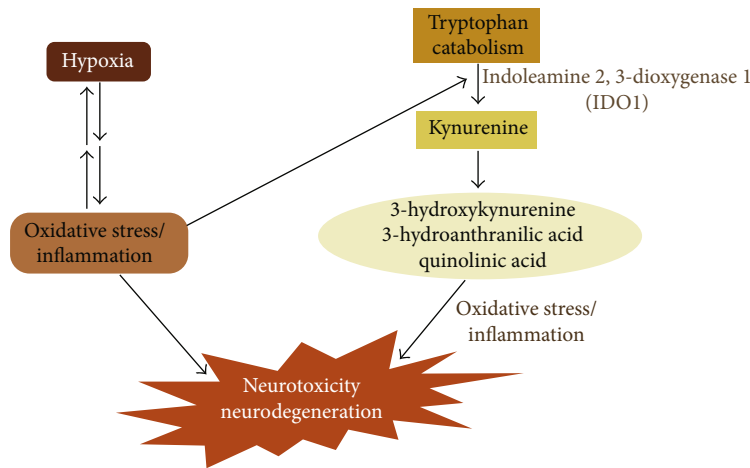 Tryptophan
catabolism
Hypoxia
Indoleamine 2, 3-dioxygenase 1
(IDO1)
Kynurenine
3-hydroxykynurenine
3-hydroanthranilic acid
quinolinic acid
Oxidative stress/
inflammation
Oxidative stress/
inflammation
Neurotoxicity
neurodegeneration